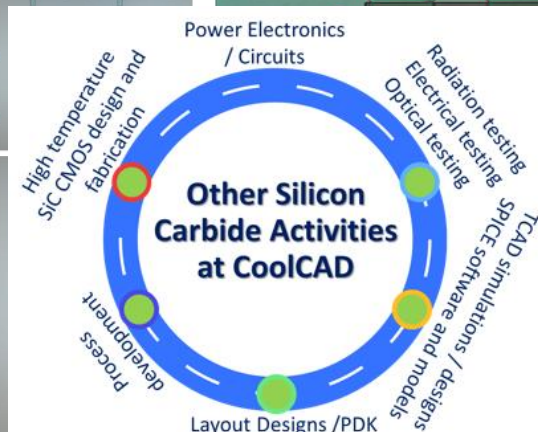 Power Electronics
/ Circuits
Radiation testing
Electrical testing
Optical testing
TCAD simulations / designs
SPICE software and models
Layout Designs /PDK
Process
development
High temperature
SiC CMOS design and
fabrication
Other Silicon
Carbide Activities
at CoolCAD